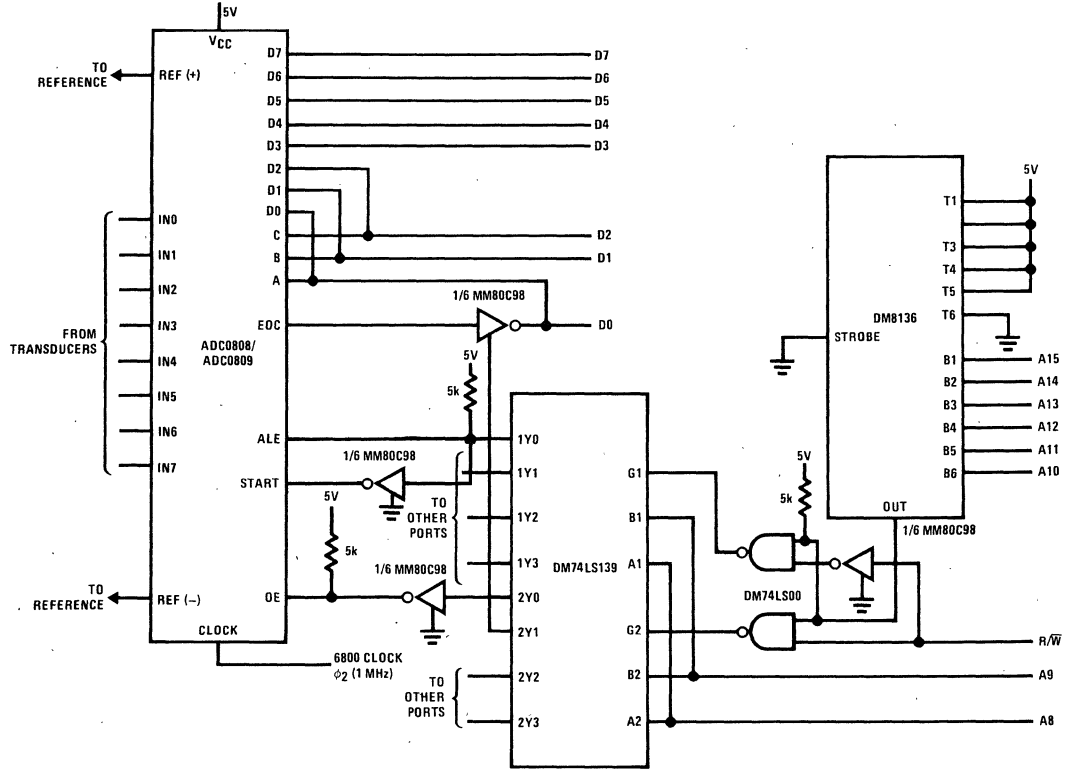 5V
VCC
TO
REFERENCE
REF (+)
D7
D6
D5
D4
D3
D2
D1
D0
C
B
A
EOC
ALE
START
OE
D7
D6
D5
D4
D3
D2
D1
D0
FROM
TRANSDUCERS
IN0
IN1
IN2
IN3
IN4
IN5
IN6
IN7
ADC0808/
ADC0809
TO
REFERENCE
REF (−)
CLOCK
6800 CLOCK
ϕ2 (1 MHz)
1/6 MM80C98
5V
5k
1/6 MM80C98
5V
5k
1/6 MM80C98
TO
OTHER
PORTS
TO
OTHER
PORTS
1Y0
1Y1
1Y2
1Y3
2Y0
2Y1
2Y2
2Y3
DM74LS139
G1
B1
A1
G2
B2
A2
5V
5k
DM74LS00
1/6 MM80C98
5V
T1
T3
T4
T5
T6
DM8136
STROBE
B1
B2
B3
B4
B5
B6
OUT
A15
A14
A13
A12
A11
A10
R/W̅
A9
A8